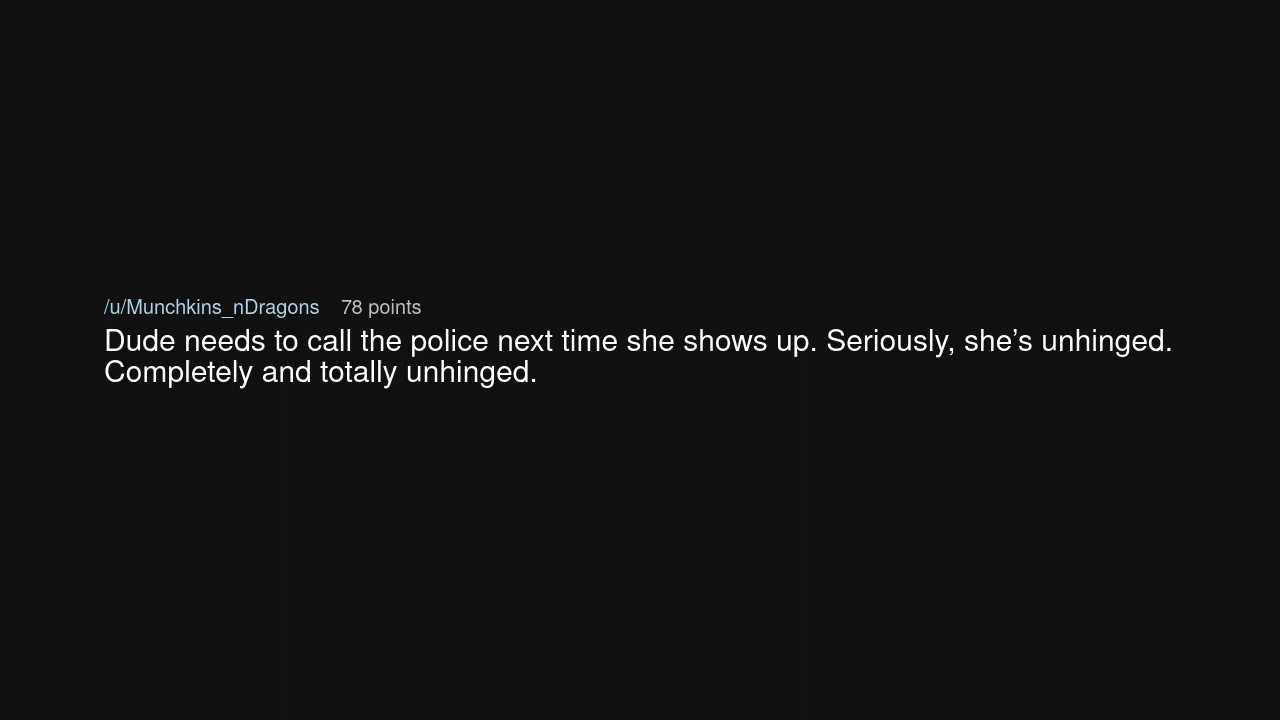 /u/Munchkins_nDragons 78 points
Dude needs to call the police next time she shows up. Seriously, she’s unhinged.
Completely and totally unhinged.